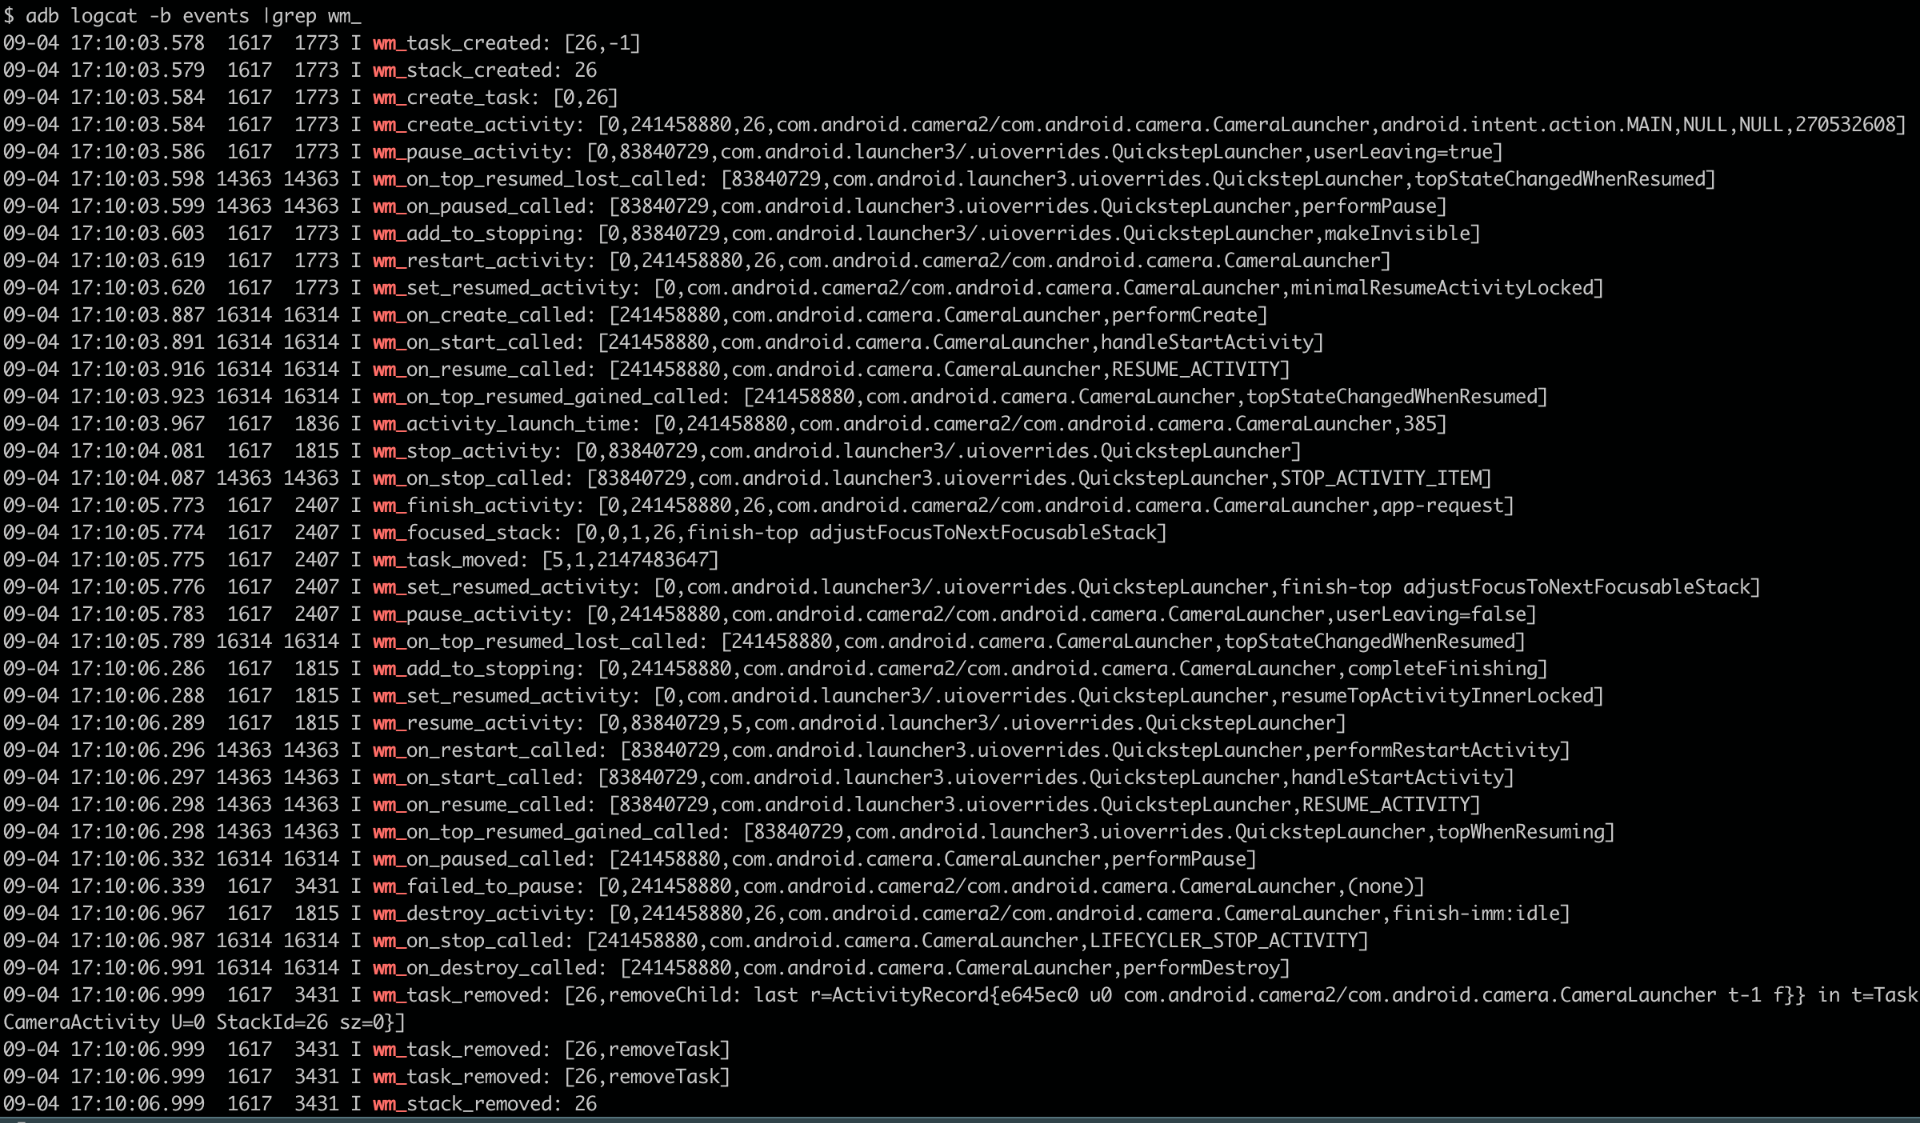 $ adb logcat -b events |grep wm_
09-04 17:10:03.578  1617  1773 I wm_task_created: [26,-1]
09-04 17:10:03.579  1617  1773 I wm_stack_created: 26
09-04 17:10:03.584  1617  1773 I wm_create_task: [0,26]
09-04 17:10:03.584  1617  1773 I wm_create_activity: [0,241458880,26,com.android.camera2/com.android.camera.CameraLauncher,android.intent.action.MAIN,NULL,NULL,270532608]
09-04 17:10:03.586  1617  1773 I wm_pause_activity: [0,83840729,com.android.launcher3/.uioverrides.QuickstepLauncher,userLeaving=true]
09-04 17:10:03.598 14363 14363 I wm_on_top_resumed_lost_called: [83840729,com.android.launcher3.uioverrides.QuickstepLauncher,topStateChangedWhenResumed]
09-04 17:10:03.599 14363 14363 I wm_on_paused_called: [83840729,com.android.launcher3.uioverrides.QuickstepLauncher,performPause]
09-04 17:10:03.603  1617  1773 I wm_add_to_stopping: [0,83840729,com.android.launcher3/.uioverrides.QuickstepLauncher,makeInvisible]
09-04 17:10:03.619  1617  1773 I wm_restart_activity: [0,241458880,26,com.android.camera2/com.android.camera.CameraLauncher]
09-04 17:10:03.620  1617  1773 I wm_set_resumed_activity: [0,com.android.camera2/com.android.camera.CameraLauncher,minimalResumeActivityLocked]
09-04 17:10:03.887 16314 16314 I wm_on_create_called: [241458880,com.android.camera.CameraLauncher,performCreate]
09-04 17:10:03.891 16314 16314 I wm_on_start_called: [241458880,com.android.camera.CameraLauncher,handleStartActivity]
09-04 17:10:03.916 16314 16314 I wm_on_resume_called: [241458880,com.android.camera.CameraLauncher,RESUME_ACTIVITY]
09-04 17:10:03.923 16314 16314 I wm_on_top_resumed_gained_called: [241458880,com.android.camera.CameraLauncher,topStateChangedWhenResumed]
09-04 17:10:03.967  1617  1836 I wm_activity_launch_time: [0,241458880,com.android.camera2/com.android.camera.CameraLauncher,385]
09-04 17:10:04.081  1617  1815 I wm_stop_activity: [0,83840729,com.android.launcher3/.uioverrides.QuickstepLauncher]
09-04 17:10:04.087 14363 14363 I wm_on_stop_called: [83840729,com.android.launcher3.uioverrides.QuickstepLauncher,STOP_ACTIVITY_ITEM]
09-04 17:10:05.773  1617  2407 I wm_finish_activity: [0,241458880,26,com.android.camera2/com.android.camera.CameraLauncher,app-request]
09-04 17:10:05.774  1617  2407 I wm_focused_stack: [0,0,1,26,finish-top adjustFocusToNextFocusableStack]
09-04 17:10:05.775  1617  2407 I wm_task_moved: [5,1,2147483647]
09-04 17:10:05.776  1617  2407 I wm_set_resumed_activity: [0,com.android.launcher3/.uioverrides.QuickstepLauncher,finish-top adjustFocusToNextFocusableStack]
09-04 17:10:05.783  1617  2407 I wm_pause_activity: [0,241458880,com.android.camera2/com.android.camera.CameraLauncher,userLeaving=false]
09-04 17:10:05.789 16314 16314 I wm_on_top_resumed_lost_called: [241458880,com.android.camera.CameraLauncher,topStateChangedWhenResumed]
09-04 17:10:06.286  1617  1815 I wm_add_to_stopping: [0,241458880,com.android.camera2/com.android.camera.CameraLauncher,completeFinishing]
09-04 17:10:06.288  1617  1815 I wm_set_resumed_activity: [0,com.android.launcher3/.uioverrides.QuickstepLauncher,resumeTopActivityInnerLocked]
09-04 17:10:06.289  1617  1815 I wm_resume_activity: [0,83840729,5,com.android.launcher3/.uioverrides.QuickstepLauncher]
09-04 17:10:06.296 14363 14363 I wm_on_restart_called: [83840729,com.android.launcher3.uioverrides.QuickstepLauncher,performRestartActivity]
09-04 17:10:06.297 14363 14363 I wm_on_start_called: [83840729,com.android.launcher3.uioverrides.QuickstepLauncher,handleStartActivity]
09-04 17:10:06.298 14363 14363 I wm_on_resume_called: [83840729,com.android.launcher3.uioverrides.QuickstepLauncher,RESUME_ACTIVITY]
09-04 17:10:06.298 14363 14363 I wm_on_top_resumed_gained_called: [83840729,com.android.launcher3.uioverrides.QuickstepLauncher,topWhenResuming]
09-04 17:10:06.332 16314 16314 I wm_on_paused_called: [241458880,com.android.camera.CameraLauncher,performPause]
09-04 17:10:06.339  1617  3431 I wm_failed_to_pause: [0,241458880,com.android.camera2/com.android.camera.CameraLauncher,(none)]
09-04 17:10:06.967  1617  1815 I wm_destroy_activity: [0,241458880,26,com.android.camera2/com.android.camera.CameraLauncher,finish-imm:idle]
09-04 17:10:06.987 16314 16314 I wm_on_stop_called: [241458880,com.android.camera.CameraLauncher,LIFECYCLER_STOP_ACTIVITY]
09-04 17:10:06.991 16314 16314 I wm_on_destroy_called: [241458880,com.android.camera.CameraLauncher,performDestroy]
09-04 17:10:06.999  1617  3431 I wm_task_removed: [26,removeChild: last r=ActivityRecord{e645ec0 u0 com.android.camera2/com.android.camera.CameraLauncher t-1 f}} in t=Task
CameraActivity U=0 StackId=26 sz=0}]
09-04 17:10:06.999  1617  3431 I wm_task_removed: [26,removeTask]
09-04 17:10:06.999  1617  3431 I wm_task_removed: [26,removeTask]
09-04 17:10:06.999  1617  3431 I wm_stack_removed: 26